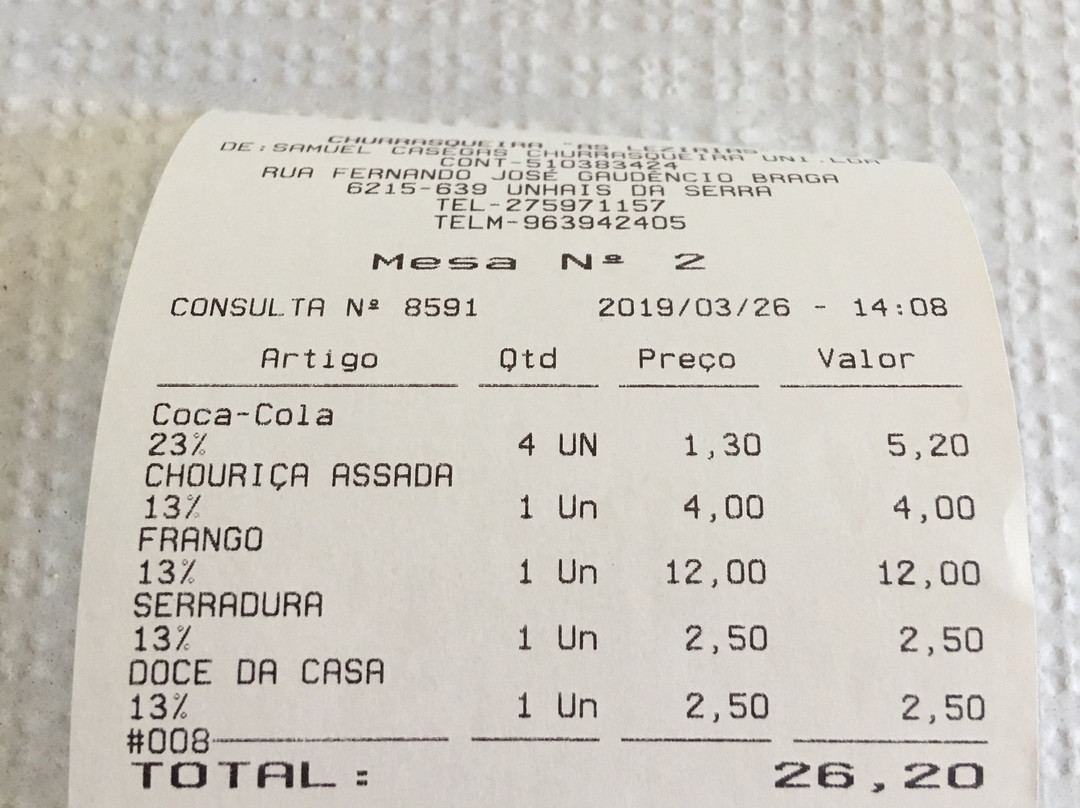 CHURRASQUEIRA -AS LEZIRIAS
DE:SAMUEL CASEGAS CHURRASQUEIRA UNI.LDA
CONT-510383424
RUA FERNANDO JOSÉ GAUDÊNCIO BRAGA
6215-639 UNHAIS DA SERRA
TEL-275971157
TELM-963942405
Mesa Nº 2
CONSULTA Nº 8591 2019/03/26 - 14:08
Artigo Qtd Preço Valor
Coca-Cola
23% 4 UN 1,30 5,20
CHOURIÇA ASSADA
13% 1 Un 4,00 4,00
FRANGO
13% 1 Un 12,00 12,00
SERRADURA
13% 1 Un 2,50 2,50
DOCE DA CASA
13% 1 Un 2,50 2,50
#008
TOTAL: 26,20